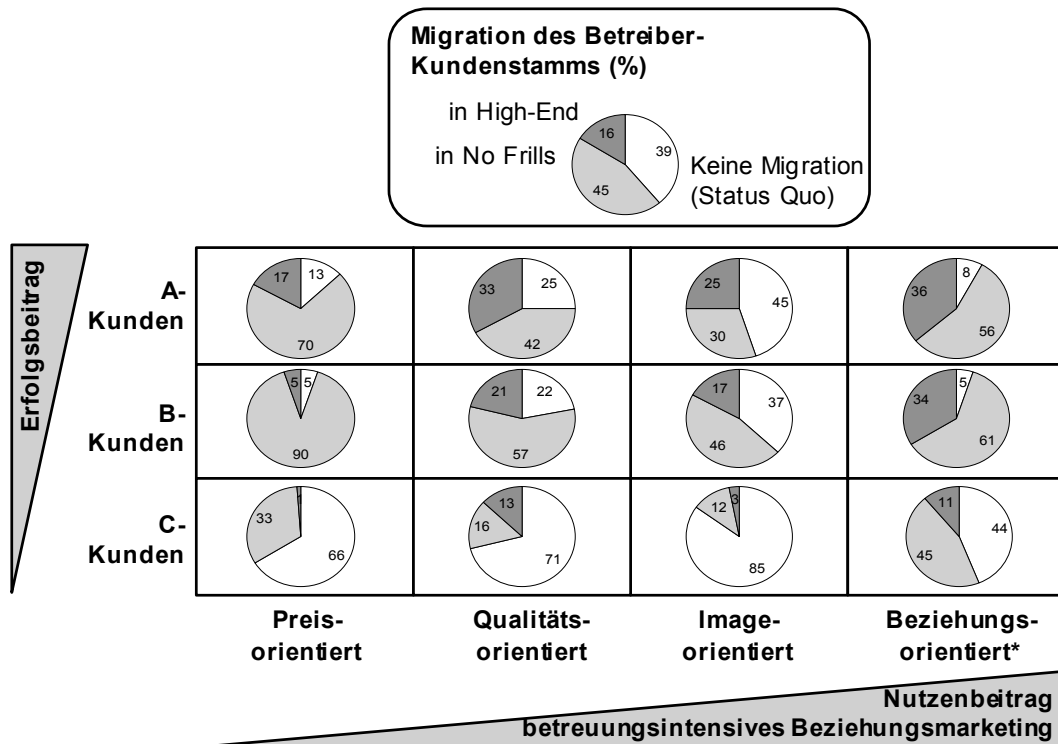 Migration des Betreiber-
Kundenstamms (%)
in High-End
in No Frills
16
39
45
Keine Migration
(Status Quo)
Erfolgsbeitrag
A-
Kunden
17
13
70
33
25
42
25
45
30
36
8
56
B-
Kunden
5
5
90
21
22
57
17
37
46
34
5
61
C-
Kunden
1
33
66
13
16
71
3
12
85
11
44
45
Preis-
orientiert
Qualitäts-
orientiert
Image-
orientiert
Beziehungs-
orientiert*
Nutzenbeitrag
betreuungsintensives Beziehungsmarketing